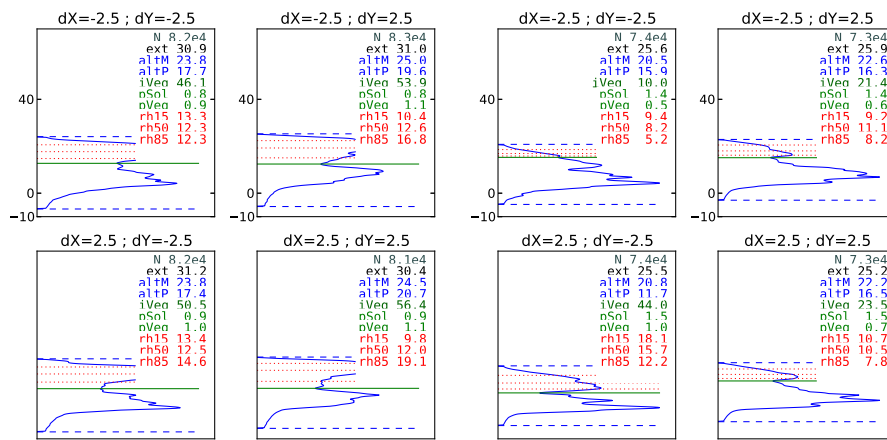 dX=-2.5 ; dY=-2.5
N 8.2e4
ext 30.9
altM 23.8
altP 17.7
iVeg 46.1
pSol 0.8
pVeg 0.9
rh15 13.3
rh50 12.3
rh85 12.3
40
0
−10
dX=-2.5 ; dY=2.5
N 8.3e4
ext 31.0
altM 25.0
altP 19.6
iVeg 53.9
pSol 0.8
pVeg 1.1
rh15 10.4
rh50 12.6
rh85 16.8
dX=-2.5 ; dY=-2.5
N 7.4e4
ext 25.6
altM 20.5
altP 15.9
iVeg 10.0
pSol 1.4
pVeg 0.5
rh15 9.4
rh50 8.2
rh85 5.2
40
0
−10
dX=-2.5 ; dY=2.5
N 7.3e4
ext 25.9
altM 22.6
altP 16.3
iVeg 21.4
pSol 1.4
pVeg 0.6
rh15 9.2
rh50 11.1
rh85 8.2
dX=2.5 ; dY=-2.5
N 8.2e4
ext 31.2
altM 23.8
altP 17.4
iVeg 50.5
pSol 0.9
pVeg 1.0
rh15 13.4
rh50 12.5
rh85 14.6
dX=2.5 ; dY=2.5
N 8.1e4
ext 30.4
altM 24.5
altP 20.7
iVeg 56.4
pSol 0.9
pVeg 1.1
rh15 9.8
rh50 12.0
rh85 19.1
dX=2.5 ; dY=-2.5
N 7.4e4
ext 25.5
altM 20.8
altP 11.7
iVeg 44.0
pSol 1.5
pVeg 1.0
rh15 18.1
rh50 15.7
rh85 12.2
dX=2.5 ; dY=2.5
N 7.3e4
ext 25.2
altM 22.2
altP 16.5
iVeg 23.5
pSol 1.5
pVeg 0.7
rh15 10.7
rh50 10.5
rh85 7.8